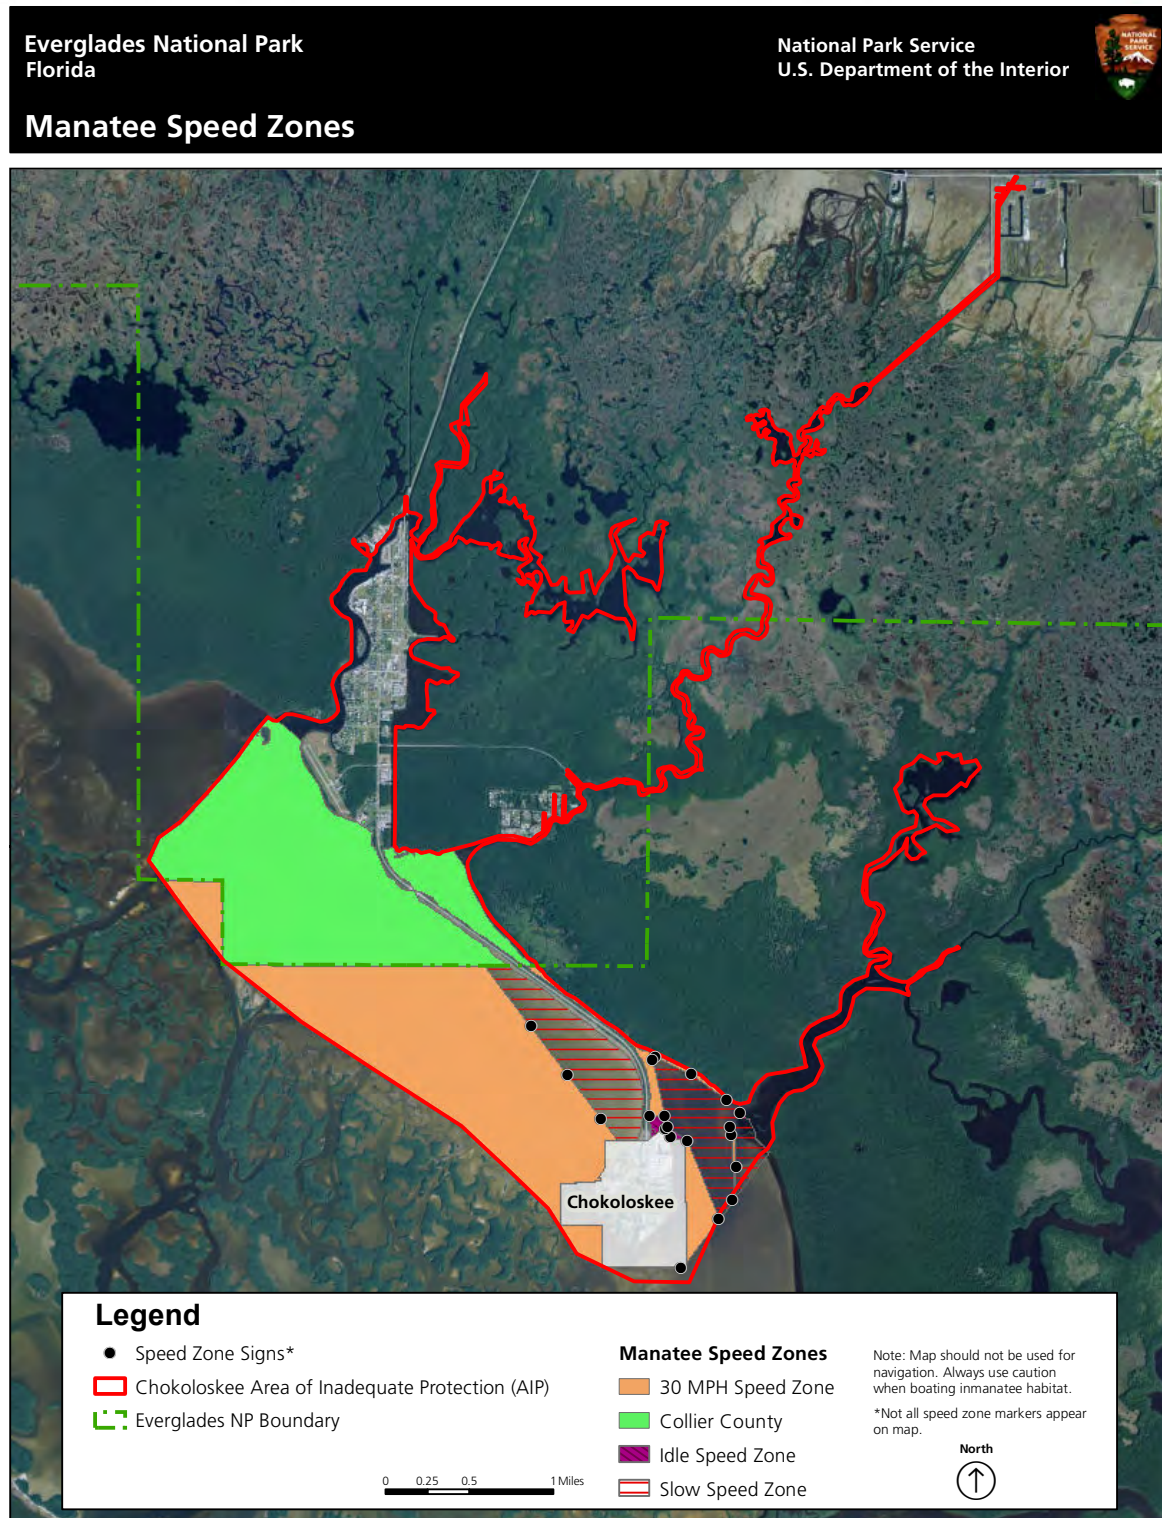 Everglades National Park
Florida
Manatee Speed Zones
National Park Service
U.S. Department of the Interior
NATIONAL
PARK
SERVICE
Chokoloskee
Legend
Speed Zone Signs*
Chokoloskee Area of Inadequate Protection (AIP)
Everglades NP Boundary
0 0.25 0.5 1 Miles
Manatee Speed Zones
30 MPH Speed Zone
Collier County
Idle Speed Zone
Slow Speed Zone
Note: Map should not be used for
navigation. Always use caution
when boating inmanatee habitat.
*Not all speed zone markers appear
on map.
North